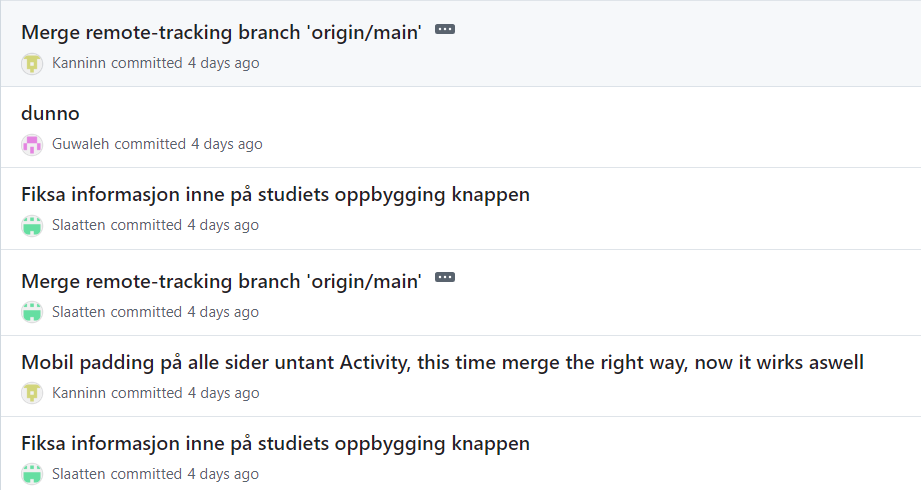 Merge remote-tracking branch 'origin/main' ...
Kanninn committed 4 days ago
dunno
Guwaleh committed 4 days ago
Fiksa informasjon inne på studiets oppbygging knappen
Slaatten committed 4 days ago
Merge remote-tracking branch 'origin/main' ...
Slaatten committed 4 days ago
Mobil padding på alle sider untant Activity, this time merge the right way, now it wirks aswell
Kanninn committed 4 days ago
Fiksa informasjon inne på studiets oppbygging knappen
Slaatten committed 4 days ago